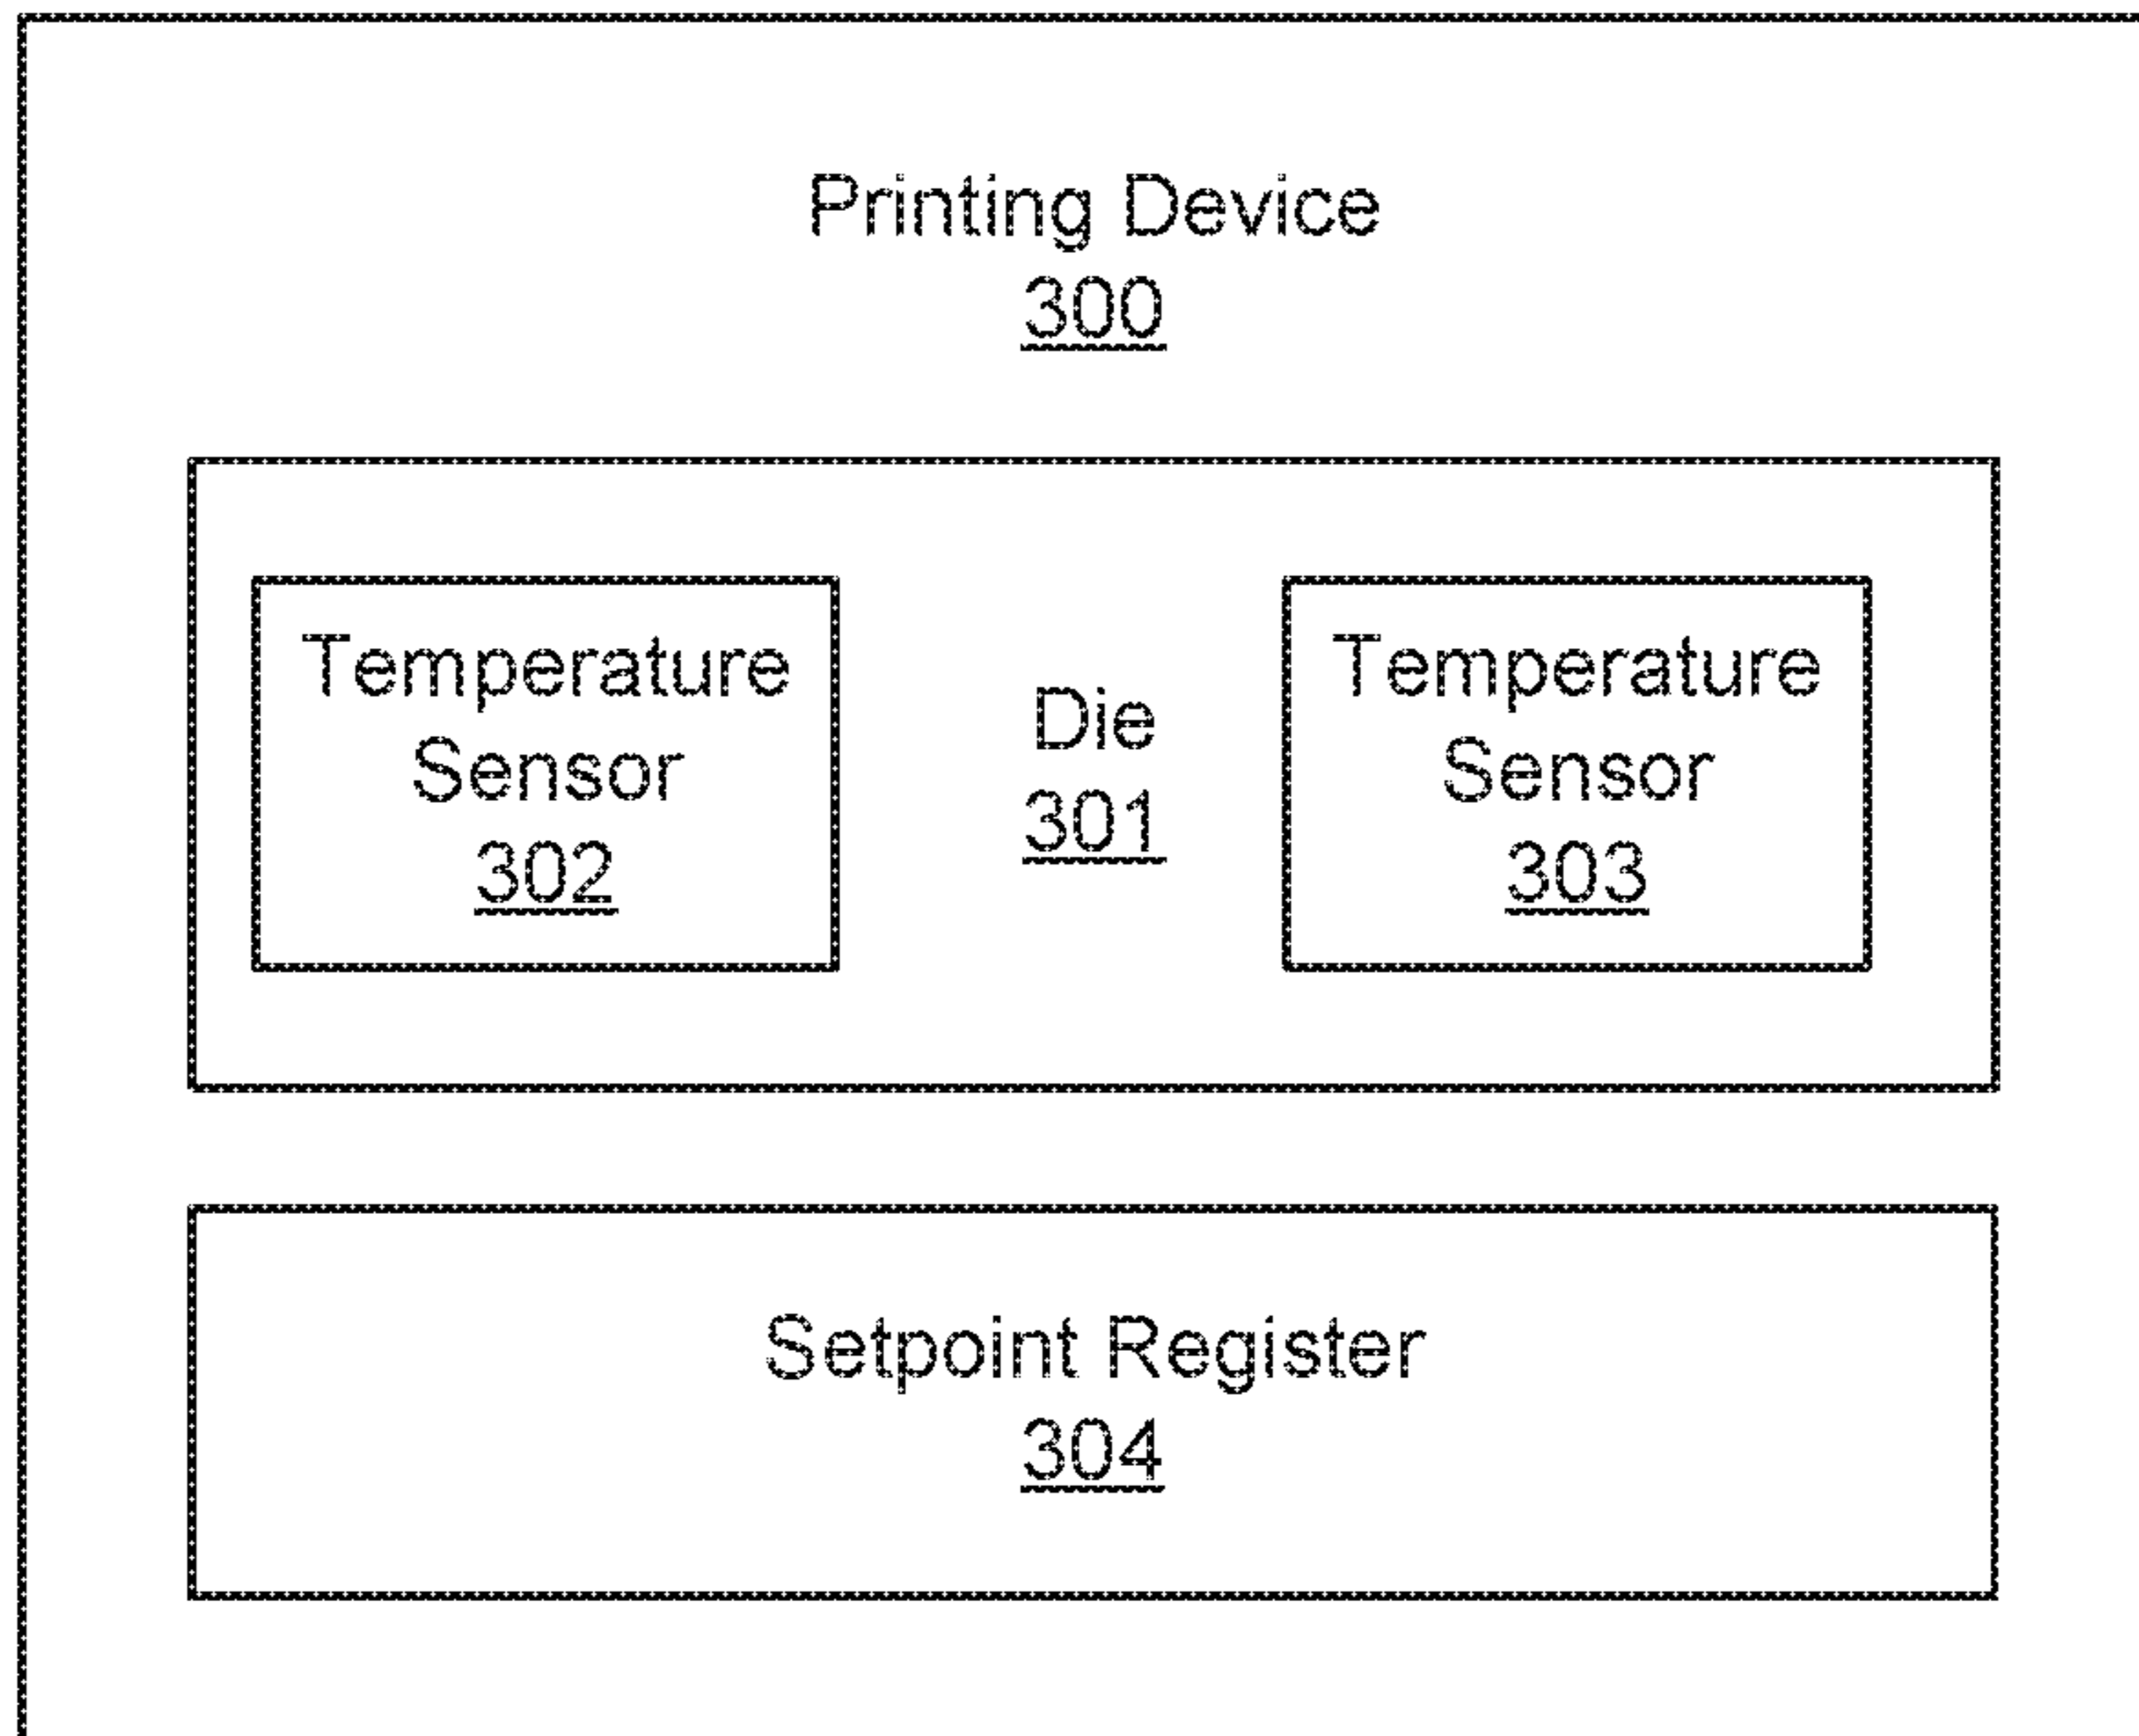 Printing Device
300
Temperature
Sensor
302
Die
301
Temperature
Sensor
303
Setpoint Register
304